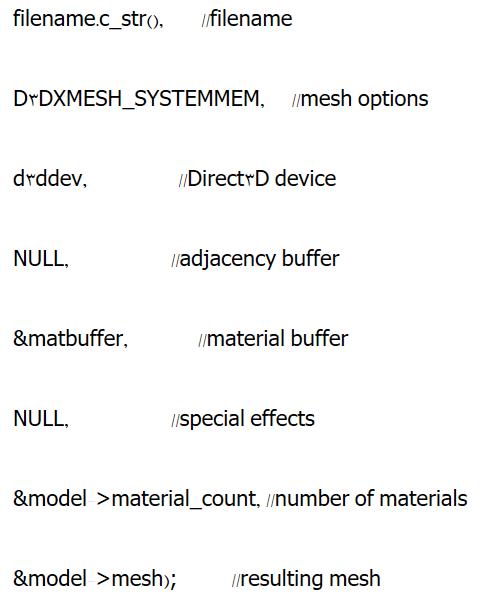 filename.c_str(), //filename
D۳DXMESH_SYSTEMMEM, //mesh options
d۳ddev, //Direct۳D device
NULL, //adjacency buffer
&matbuffer, //material buffer
NULL, //special effects
&model->material_count, //number of materials
&model->mesh); //resulting mesh